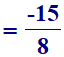 = -15/8